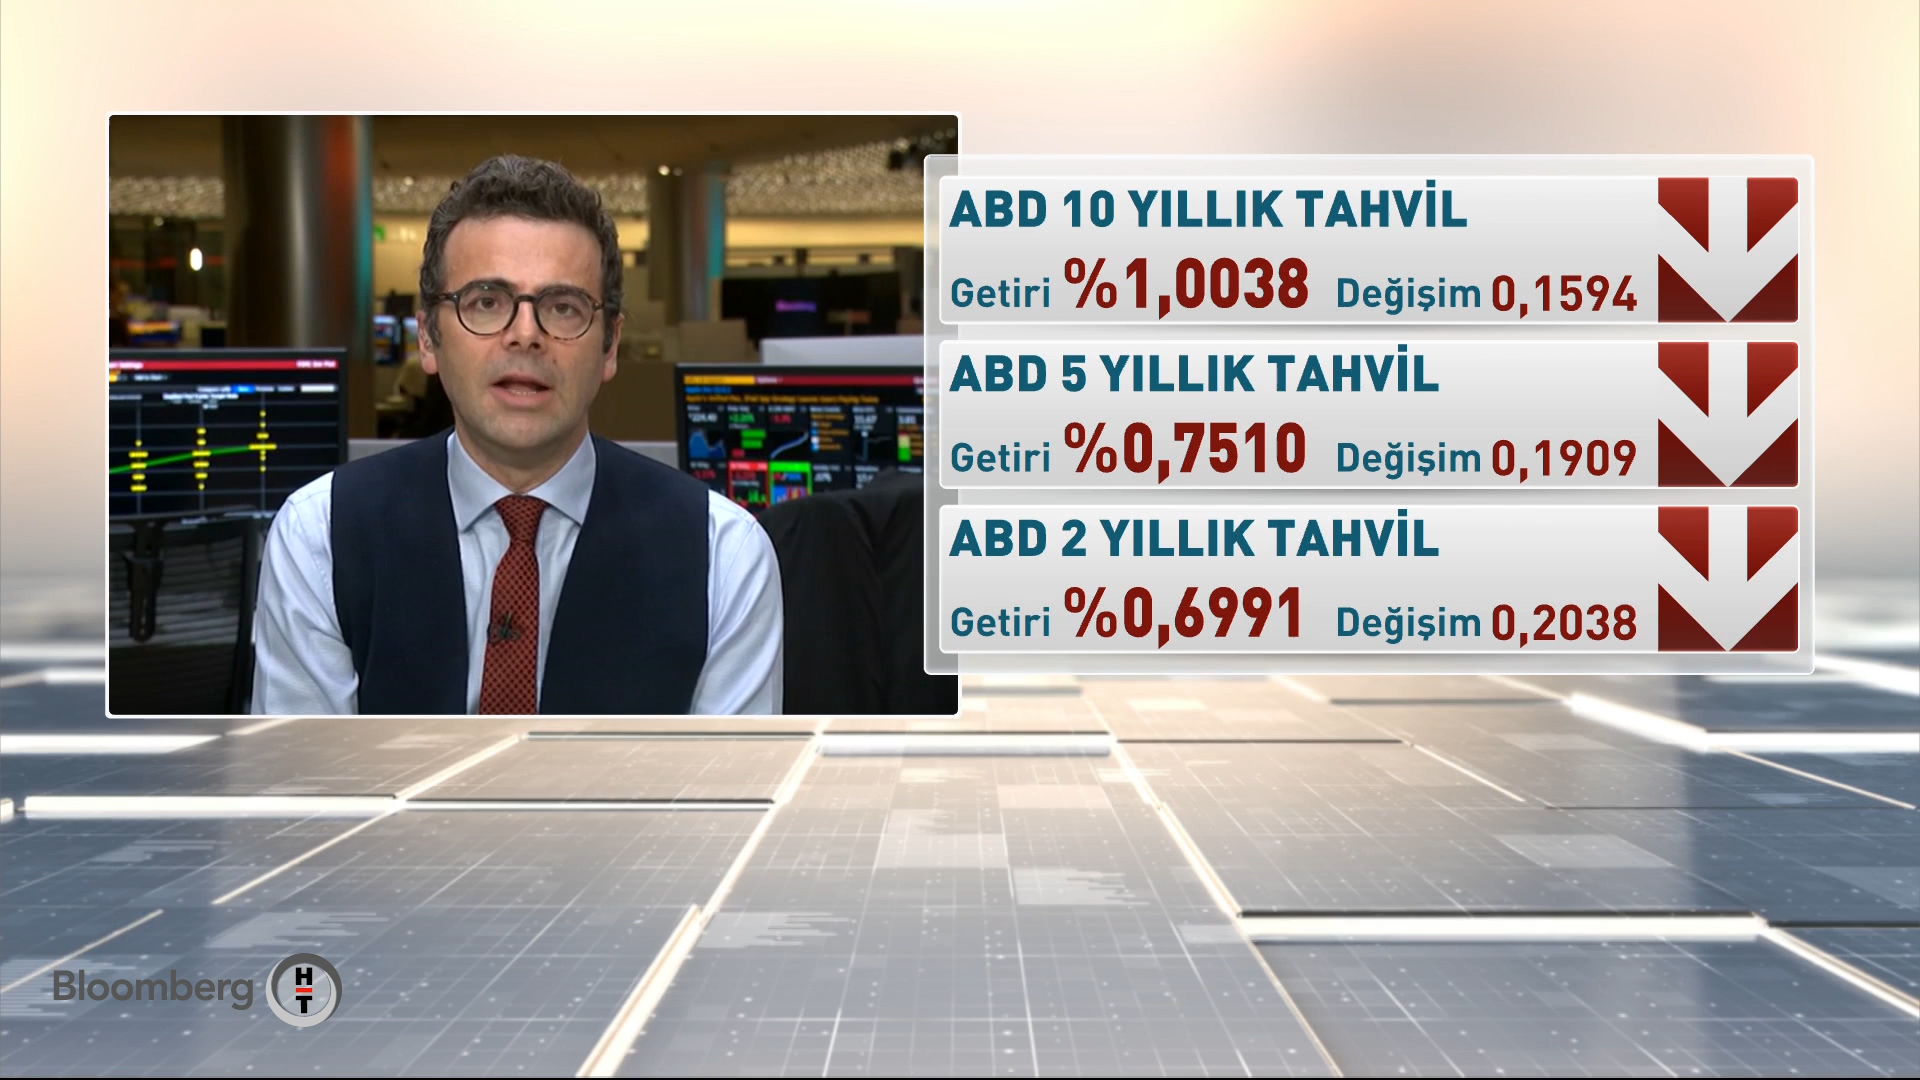 ABD 10 YILLIK TAHVİL
Getiri %1,0038 Değişim 0,1594
ABD 5 YILLIK TAHVİL
Getiri %0,7510 Değişim 0,1909
ABD 2 YILLIK TAHVİL
Getiri %0,6991 Değişim 0,2038
Bloomberg HT